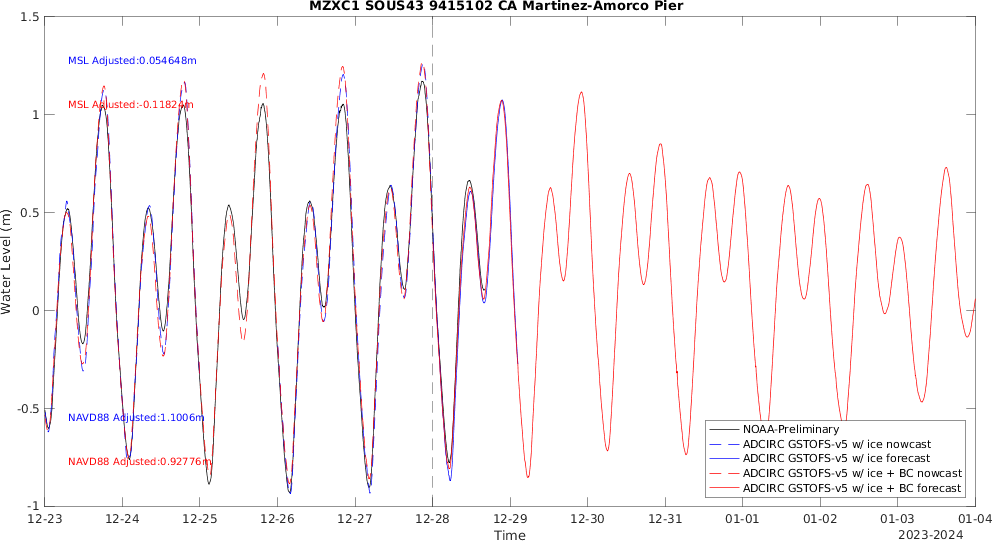 MZXC1 SOUS43 9415102 CA Martinez-Amorco Pier
1.5
1
0.5
0
-0.5
-1
Water Level (m)
MSL Adjusted:0.054648m
MSL Adjusted:-0.1182 m
NAVD88 Adjusted:1.1006m
NAVD88 Adjusted:0.92776m
NOAA-Preliminary
ADCIRC GSTOFS-v5 w/ ice nowcast
ADCIRC GSTOFS-v5 w/ ice forecast
ADCIRC GSTOFS-v5 w/ ice + BC nowcast
ADCIRC GSTOFS-v5 w/ ice + BC forecast
12-23 12-24 12-25 12-26 12-27 12-28 12-29 12-30 12-31 01-01 01-02 01-03 01-04
Time
2023-2024